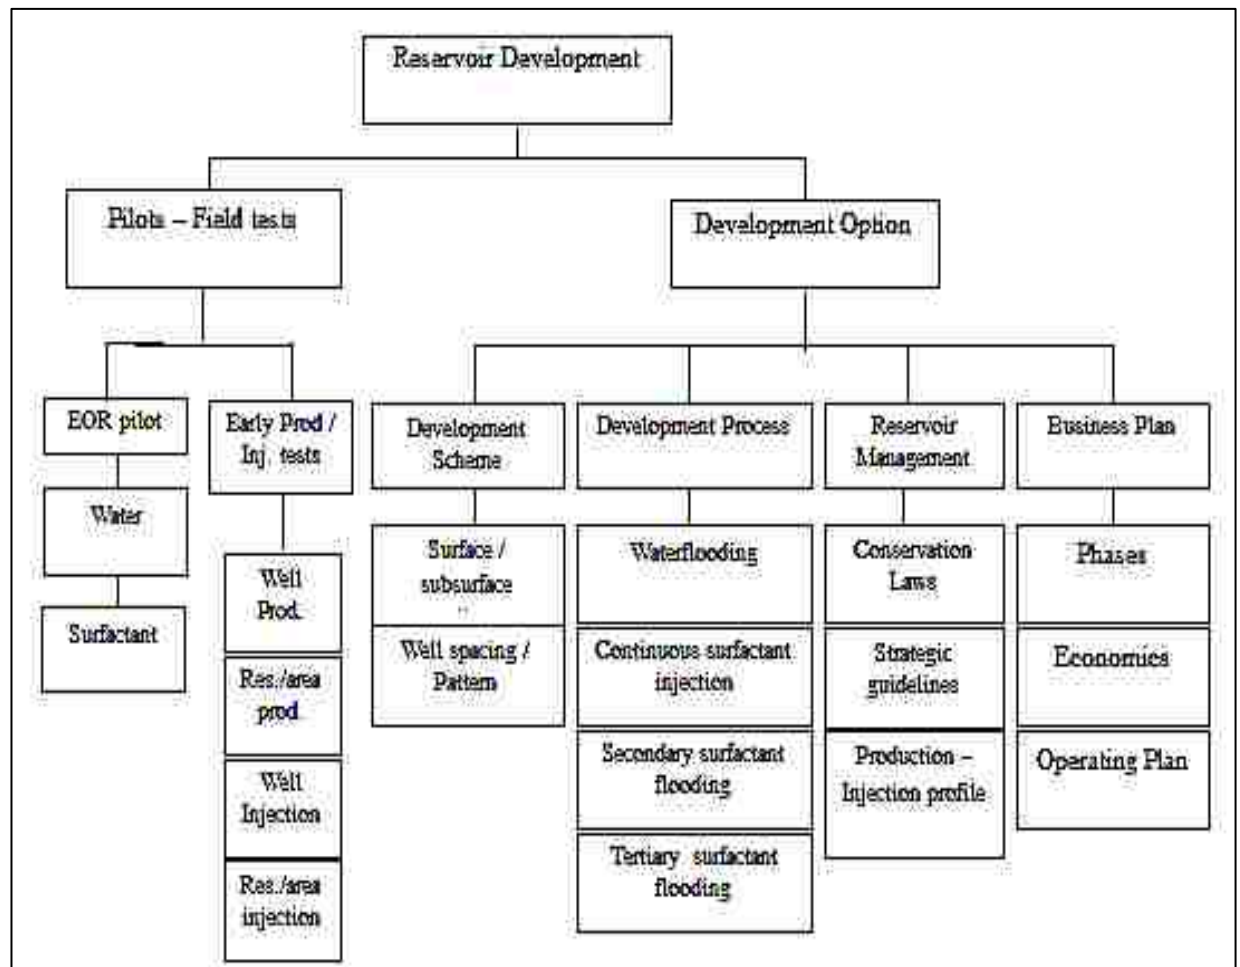 Reservoir Development
Pilots – Field tests
Development Option
EOR pilot
Water
Surfactant
Early Prod /
Inj. tests
Well
Prod.
Res./area
prod.
Well
Injection
Res./area
injection
Development
Scheme
Surface /
subsurface
Well spacing /
Pattern
Development Process
Waterflooding
Continuous surfactant
injection
Secondary surfactant
flooding
Tertiary surfactant
flooding
Reservoir
Management
Conservation
Laws
Strategic
guidelines
Production –
Injection profile
Business Plan
Phases
Economics
Operating Plan